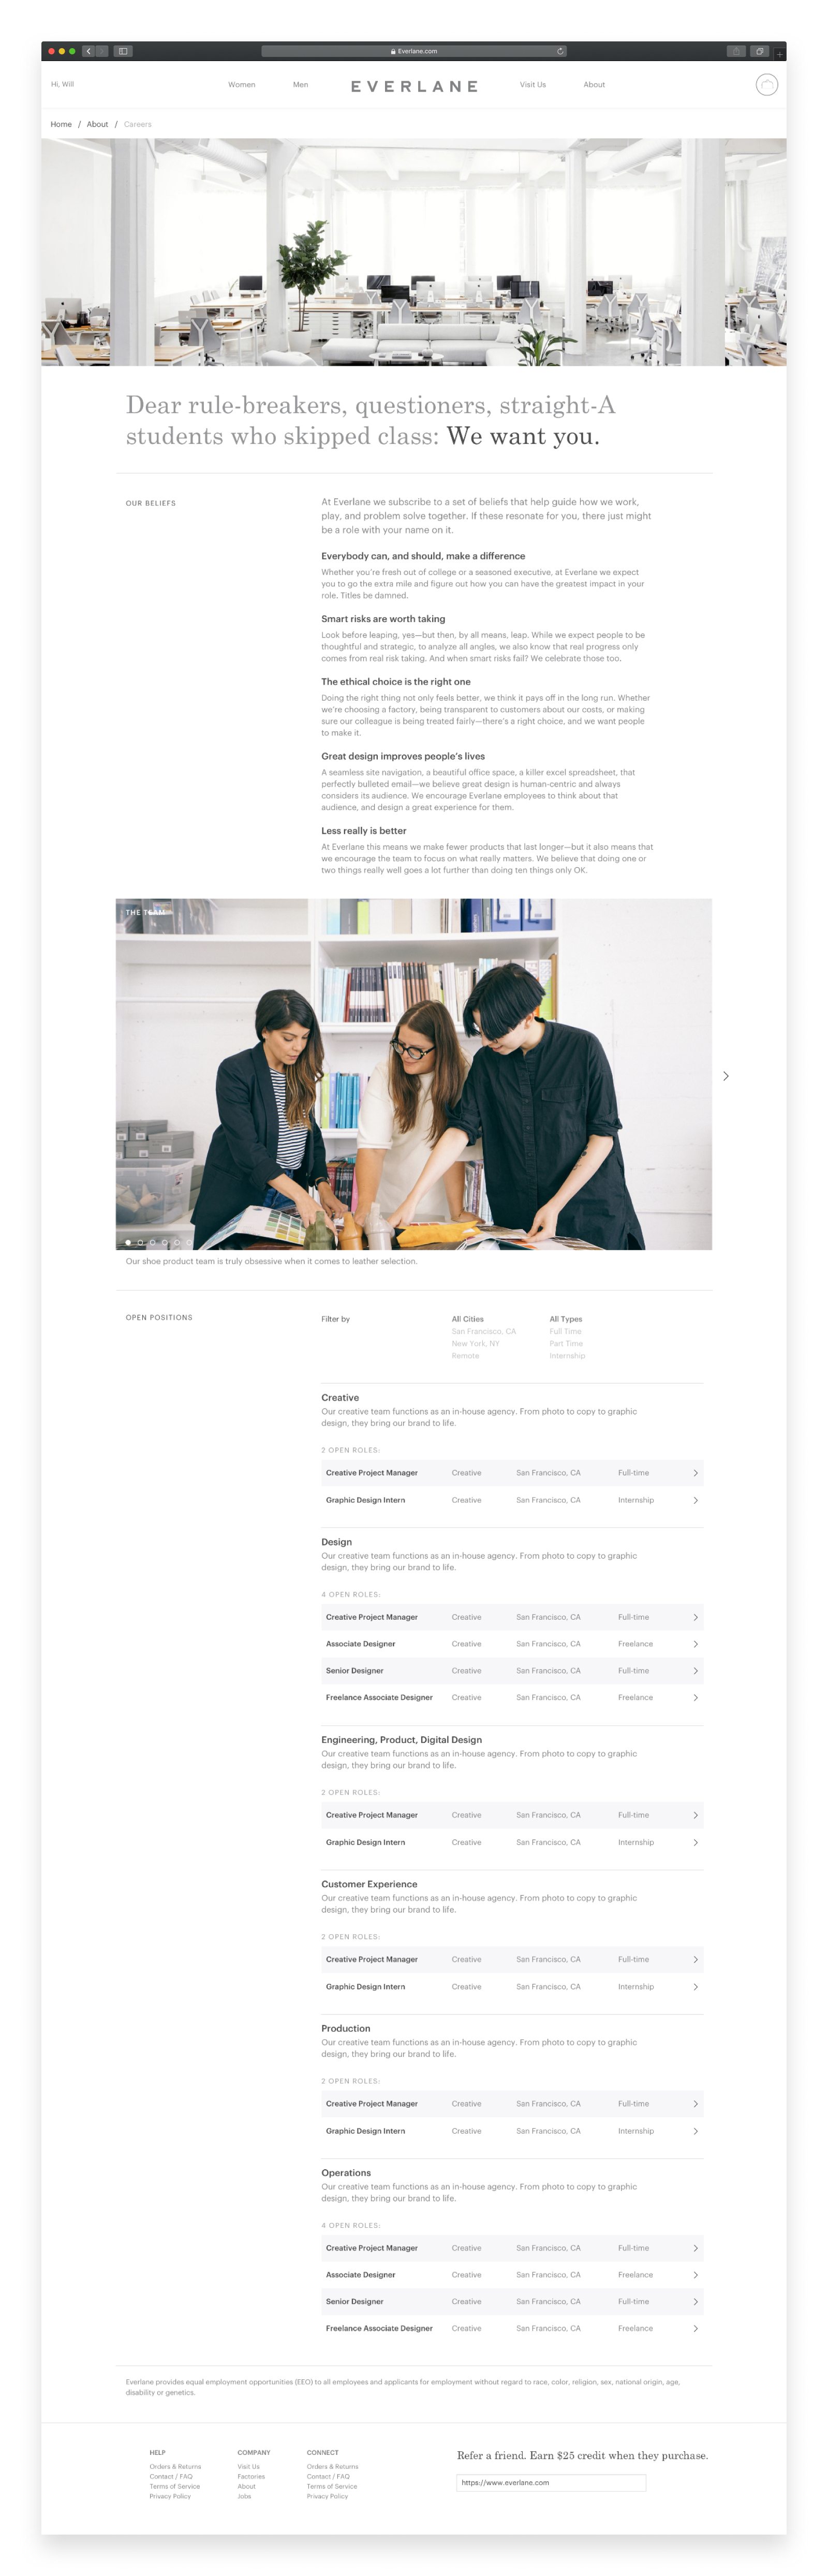 Everlane.com
Hi, Will
Women
Men
EVERLANE
Visit Us
About
Home / About / Careers
Dear rule-breakers, questioners, straight-A
students who skipped class: We want you.
OUR BELIEFS
At Everlane we subscribe to a set of beliefs that help guide how we work,
play, and problem solve together. If these resonate for you, there just might
be a role with your name on it.
Everybody can, and should, make a difference
Whether you're fresh out of college or a seasoned executive, at Everlane we expect
you to go the extra mile and figure out how you can have the greatest impact in your
role. Titles be damned.
Smart risks are worth taking
Look before leaping, yes—but then, by all means, leap. While we expect people to be
thoughtful and strategic, to analyze all angles, we also know that real progress only
comes from real risk taking. And when smart risks fail? We celebrate those too.
The ethical choice is the right one
Doing the right thing not only feels better, we think it pays off in the long run. Whether
we're choosing a factory, being transparent to customers about our costs, or making
sure our colleague is being treated fairly—there's a right choice, and we want people
to make it.
Great design improves people's lives
A seamless site navigation, a beautiful office space, a killer excel spreadsheet, that
perfectly bulleted email—we believe great design is human-centric and always
considers its audience. We encourage Everlane employees to think about that
audience, and design a great experience for them.
Less really is better
At Everlane this means we make fewer products that last longer—but it also means that
we encourage the team to focus on what really matters. We believe that doing one or
two things really well goes a lot further than doing ten things only OK.
THE TEAM
Our shoe product team is truly obsessive when it comes to leather selection.
OPEN POSITIONS
Filter by
All Cities
San Francisco, CA
New York, NY
Remote
All Types
Full Time
Part Time
Internship
Creative
Our creative team functions as an in-house agency. From photo to copy to graphic
design, they bring our brand to life.
2 OPEN ROLES:
Creative Project Manager Creative San Francisco, CA Full-time
Graphic Design Intern Creative San Francisco, CA Internship
Design
Our creative team functions as an in-house agency. From photo to copy to graphic
design, they bring our brand to life.
4 OPEN ROLES:
Creative Project Manager Creative San Francisco, CA Full-time
Associate Designer Creative San Francisco, CA Freelance
Senior Designer Creative San Francisco, CA Full-time
Freelance Associate Designer Creative San Francisco, CA Freelance
Engineering, Product, Digital Design
Our creative team functions as an in-house agency. From photo to copy to graphic
design, they bring our brand to life.
2 OPEN ROLES:
Creative Project Manager Creative San Francisco, CA Full-time
Graphic Design Intern Creative San Francisco, CA Internship
Customer Experience
Our creative team functions as an in-house agency. From photo to copy to graphic
design, they bring our brand to life.
2 OPEN ROLES:
Creative Project Manager Creative San Francisco, CA Full-time
Graphic Design Intern Creative San Francisco, CA Internship
Production
Our creative team functions as an in-house agency. From photo to copy to graphic
design, they bring our brand to life.
2 OPEN ROLES:
Creative Project Manager Creative San Francisco, CA Full-time
Graphic Design Intern Creative San Francisco, CA Internship
Operations
Our creative team functions as an in-house agency. From photo to copy to graphic
design, they bring our brand to life.
4 OPEN ROLES:
Creative Project Manager Creative San Francisco, CA Full-time
Associate Designer Creative San Francisco, CA Freelance
Senior Designer Creative San Francisco, CA Full-time
Freelance Associate Designer Creative San Francisco, CA Freelance
Everlane provides equal employment opportunities (EEO) to all employees and applicants for employment without regard to race, color, religion, sex, national origin, age,
disability or genetics.
HELP
Orders & Returns
Contact / FAQ
Terms of Service
Privacy Policy
COMPANY
Visit Us
Factories
About
Jobs
CONNECT
Orders & Returns
Contact / FAQ
Terms of Service
Privacy Policy
Refer a friend. Earn $25 credit when they purchase.
https://www.everlane.com